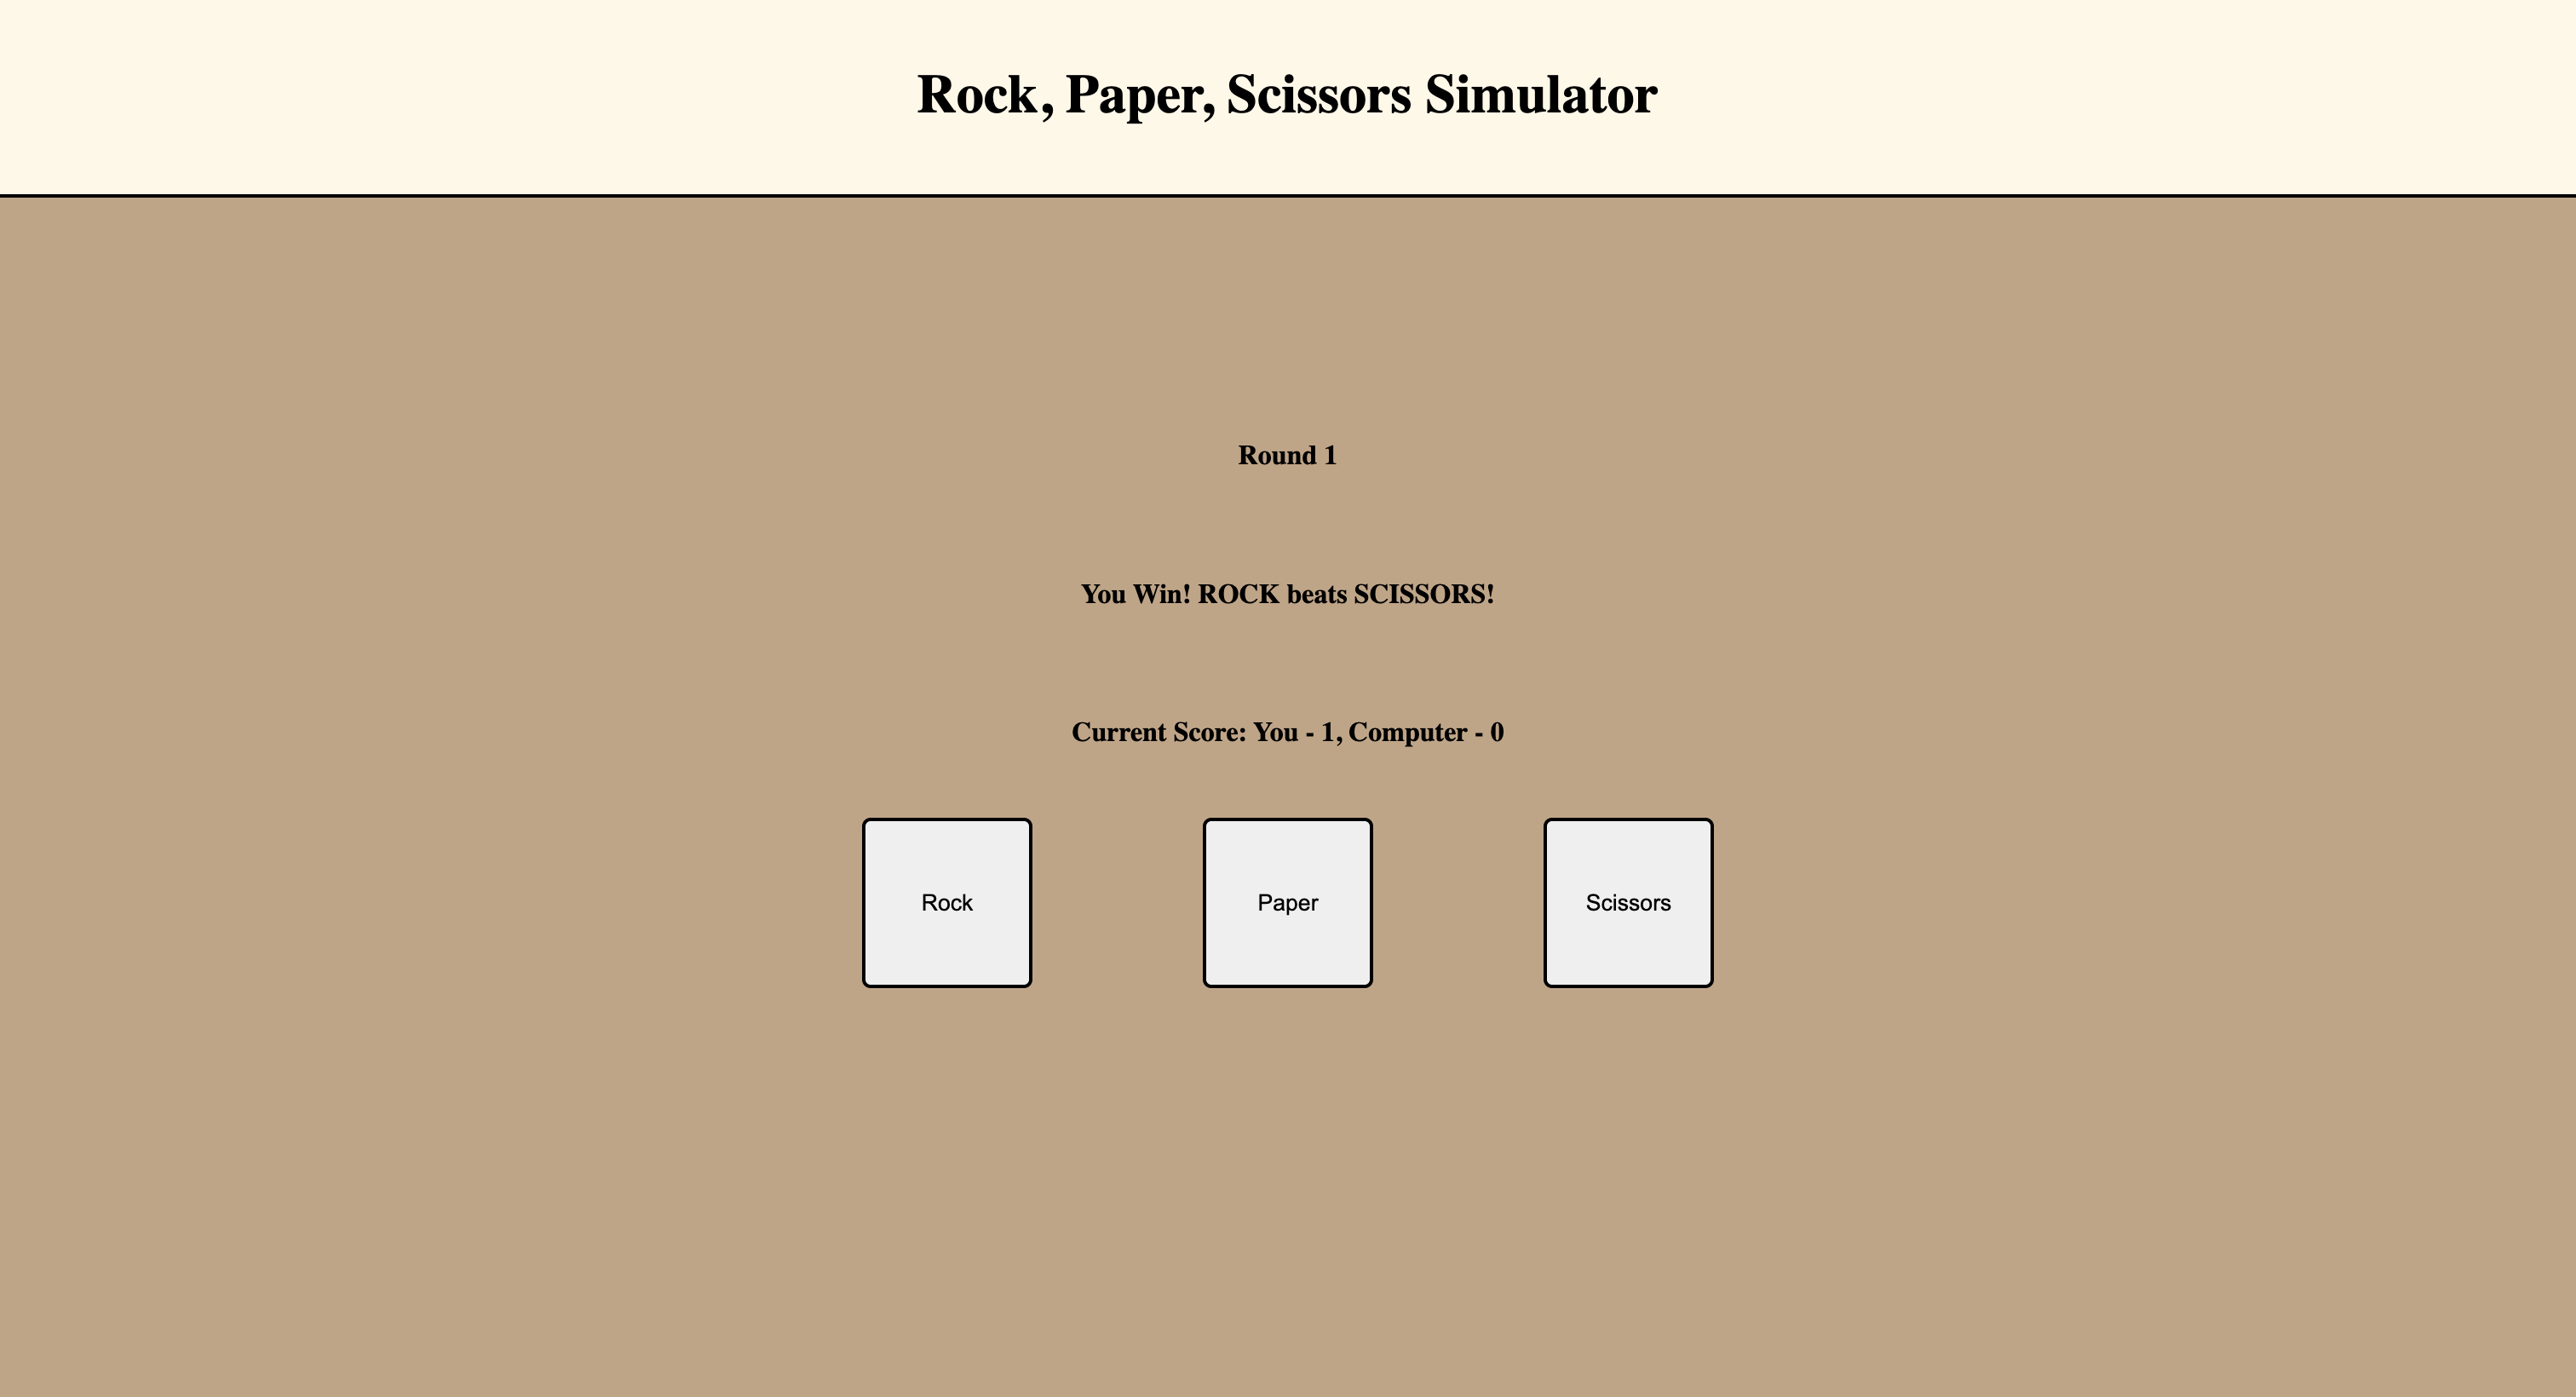 Rock, Paper, Scissors Simulator
Round 1
You Win! ROCK beats SCISSORS!
Current Score: You - 1, Computer - 0
Rock
Paper
Scissors